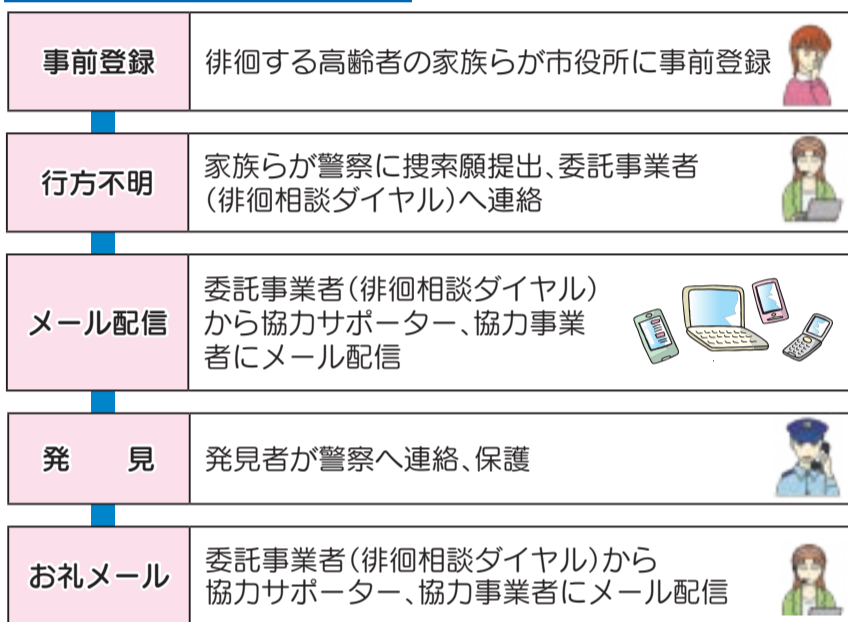 事前登録
徘徊する高齢者の家族らが市役所に事前登録
行方不明
家族らが警察に捜索願提出、委託事業者
(徘徊相談ダイヤル)へ連絡
メール配信
委託事業者(徘徊相談ダイヤル)
から協力サポーター、協力事業
者にメール配信
発　見
発見者が警察へ連絡、保護
お礼メール
委託事業者(徘徊相談ダイヤル)から
協力サポーター、協力事業者にメール配信